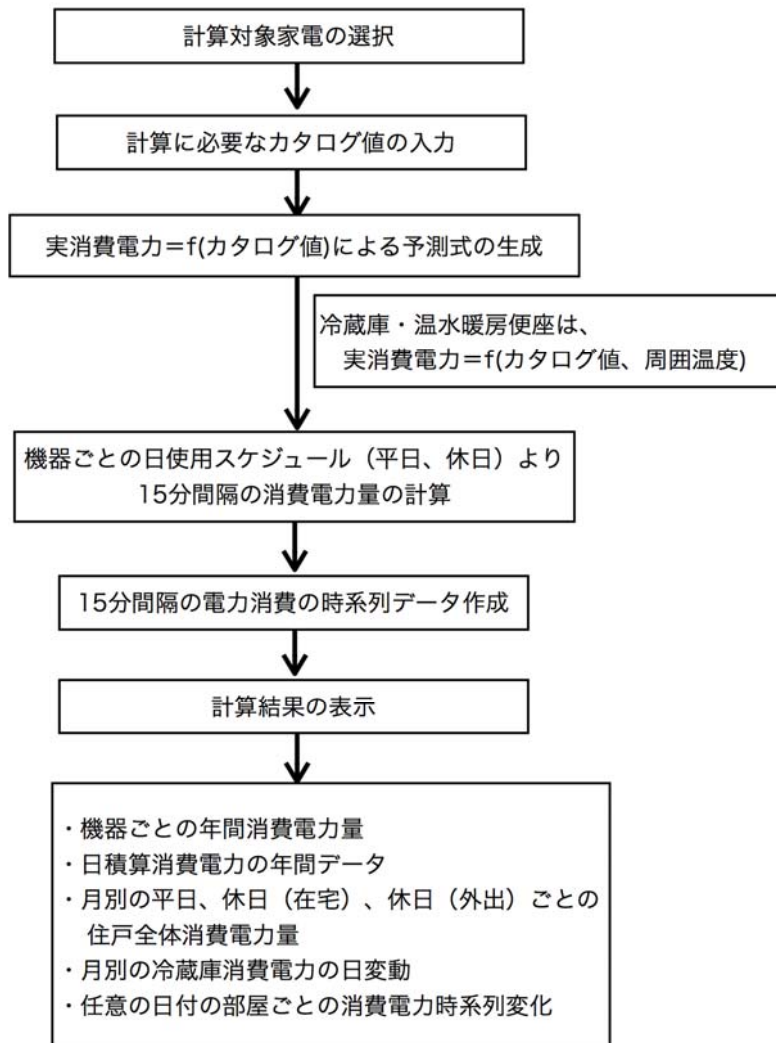 計算対象家電の選択
計算に必要なカタログ値の入力
実消費電力＝f(カタログ値)による予測式の生成
冷蔵庫・温水暖房便座は、
実消費電力＝f(カタログ値、周囲温度)
機器ごとの日使用スケジュール（平日、休日）より
15分間隔の消費電力量の計算
15分間隔の電力消費の時系列データ作成
計算結果の表示
・機器ごとの年間消費電力量
・日積算消費電力の年間データ
・月別の平日、休日（在宅）、休日（外出）ごとの
住戸全体消費電力量
・月別の冷蔵庫消費電力の日変動
・任意の日付の部屋ごとの消費電力時系列変化